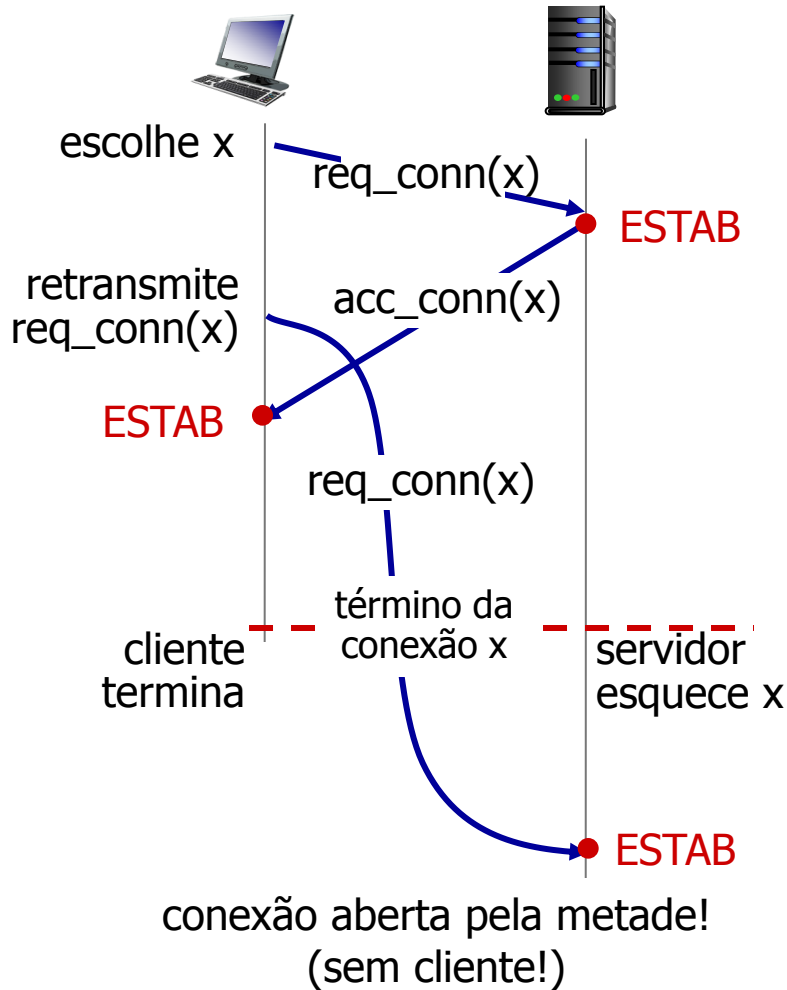 escolhe x
req_conn(x)
ESTAB
retransmite
req_conn(x)
acc_conn(x)
ESTAB
req_conn(x)
término da
conexão x
cliente
termina
servidor
esquece x
ESTAB
conexão aberta pela metade!
(sem cliente!)